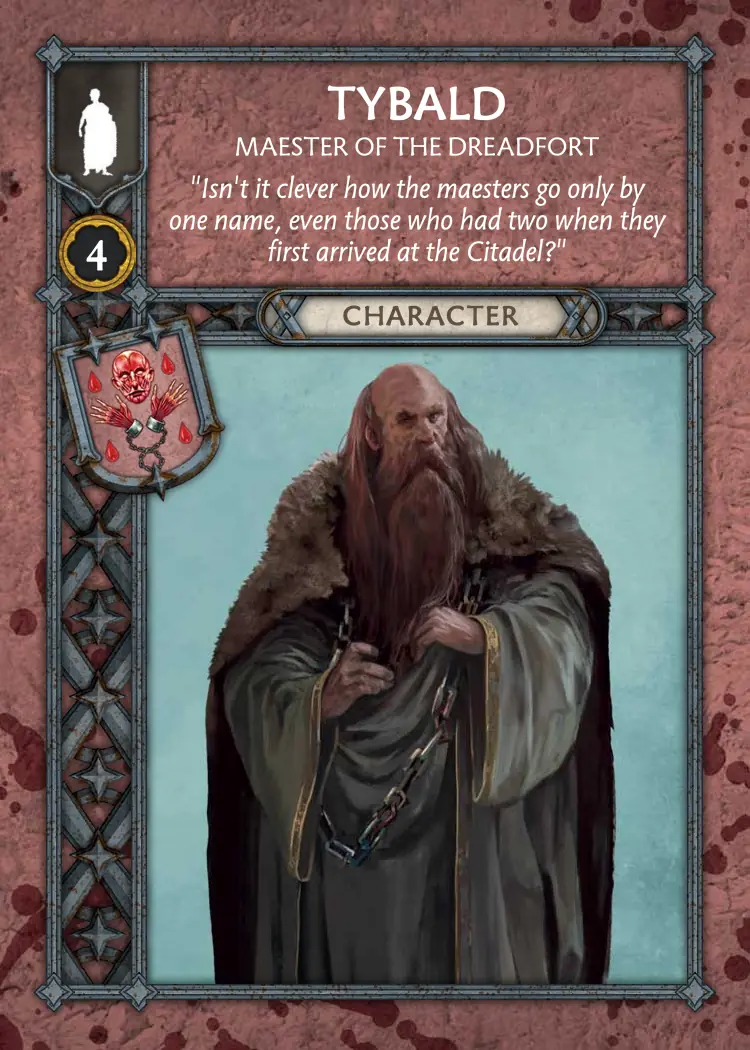 TYBALD
MAESTER OF THE DREADFORT
"Isn't it clever how the maesters go only by
one name, even those who had two when they
first arrived at the Citadel?"
4
CHARACTER